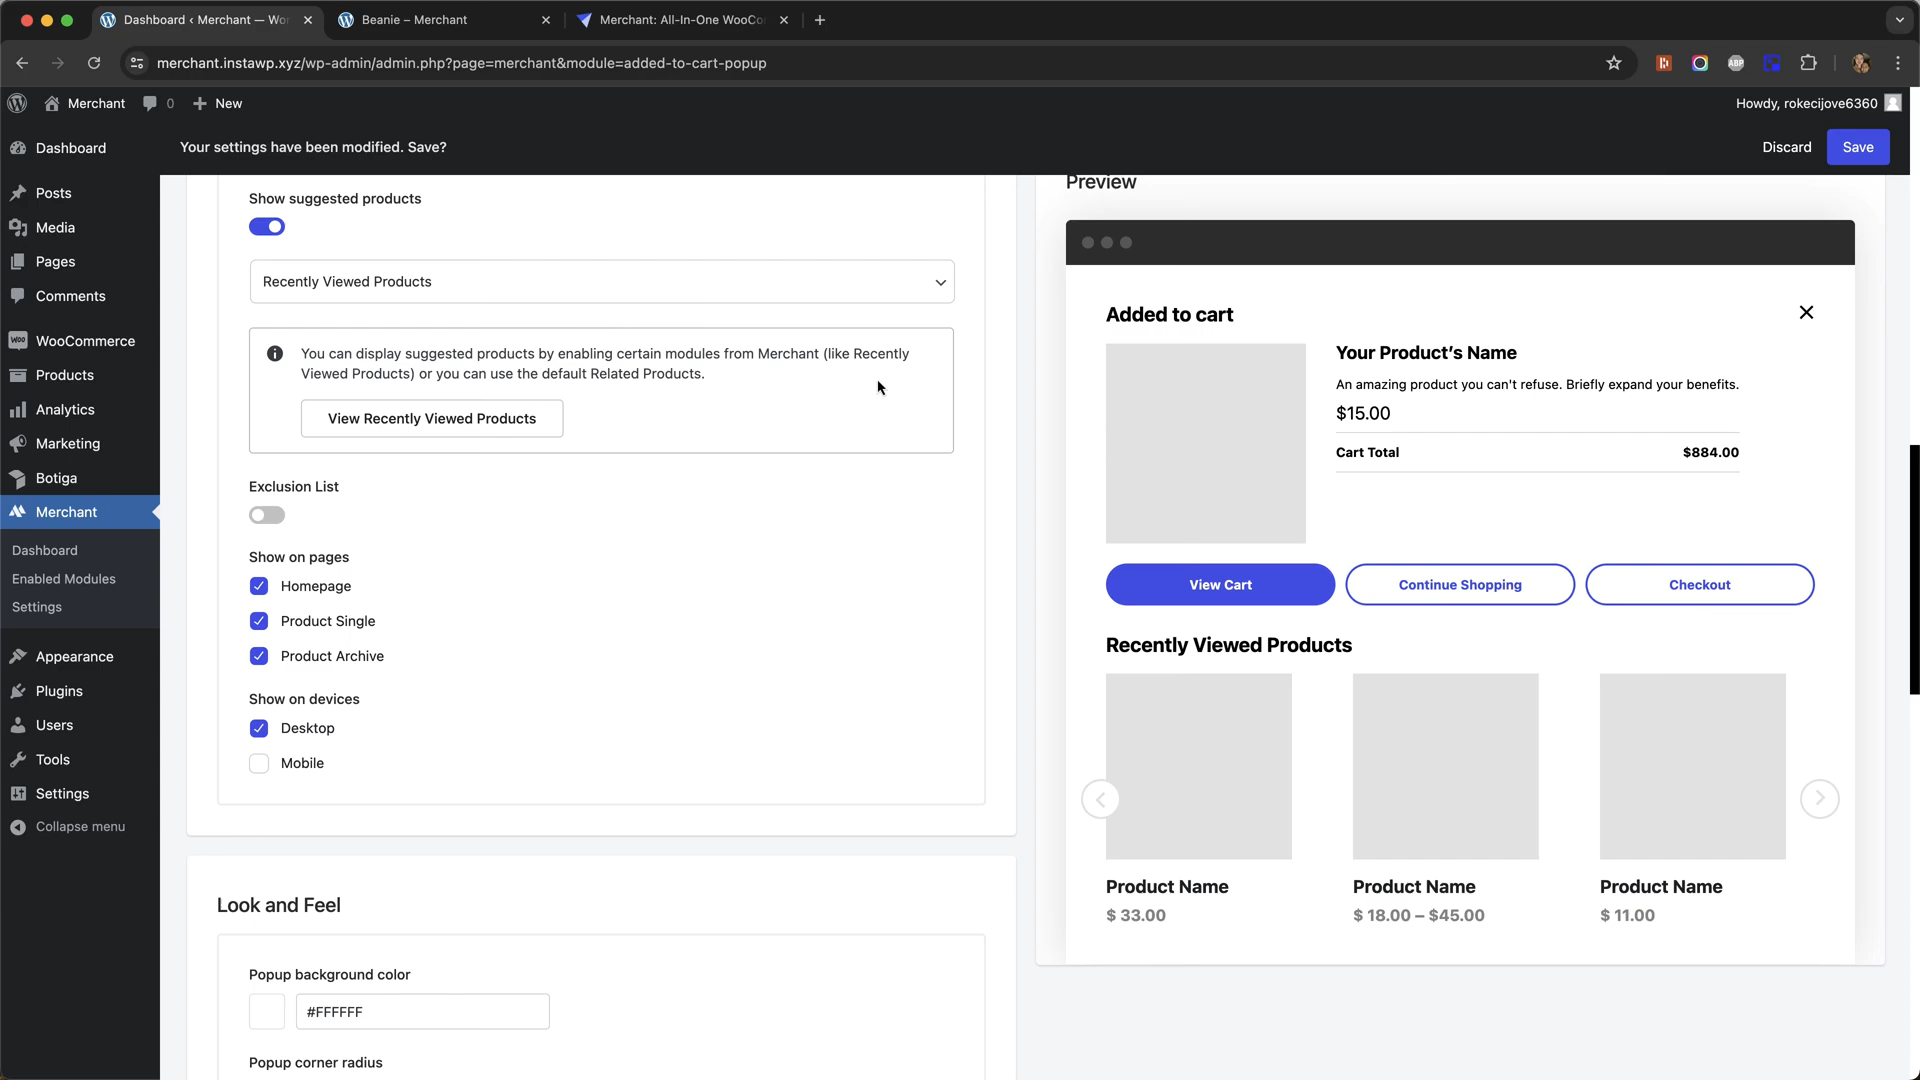 Dashboard ‹ Merchant — Wor
Beanie – Merchant
Merchant: All-In-One WooCo
merchant.instawp.xyz/wp-admin/admin.php?page=merchant&module=added-to-cart-popup
ABP
Merchant
0
New
Howdy, rokecijove6360
Your settings have been modified. Save?
Discard
Save
Dashboard
Posts
Media
Pages
Comments
WooCommerce
Products
Analytics
Marketing
Botiga
Merchant
Dashboard
Enabled Modules
Settings
Appearance
Plugins
Users
Tools
Settings
Collapse menu
Show suggested products
Recently Viewed Products
You can display suggested products by enabling certain modules from Merchant (like Recently
Viewed Products) or you can use the default Related Products.
View Recently Viewed Products
Exclusion List
Show on pages
Homepage
Product Single
Product Archive
Show on devices
Desktop
Mobile
Look and Feel
Popup background color
#FFFFFF
Popup corner radius
Preview
Added to cart
Your Product’s Name
An amazing product you can't refuse. Briefly expand your benefits.
$15.00
Cart Total $884.00
View Cart
Continue Shopping
Checkout
Recently Viewed Products
Product Name
$ 33.00
Product Name
$ 18.00 – $45.00
Product Name
$ 11.00